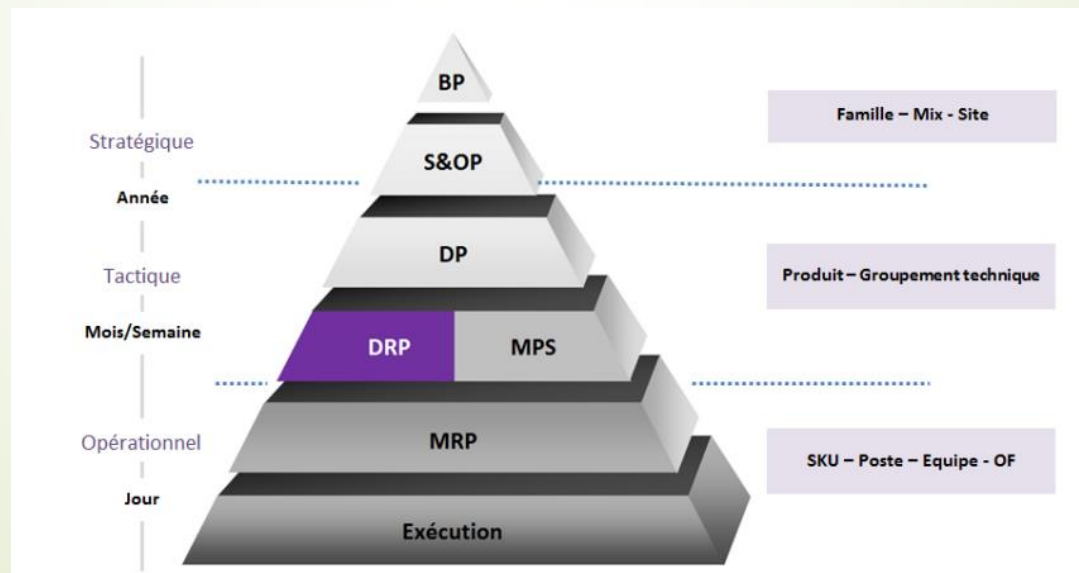 BP
Famille – Mix - Site
Stratégique
S&OP
Année
DP
Tactique
Produit – Groupement technique
Mois/Semaine
DRP
MPS
Opérationnel
MRP
SKU – Poste – Equipe - OF
Jour
Exécution